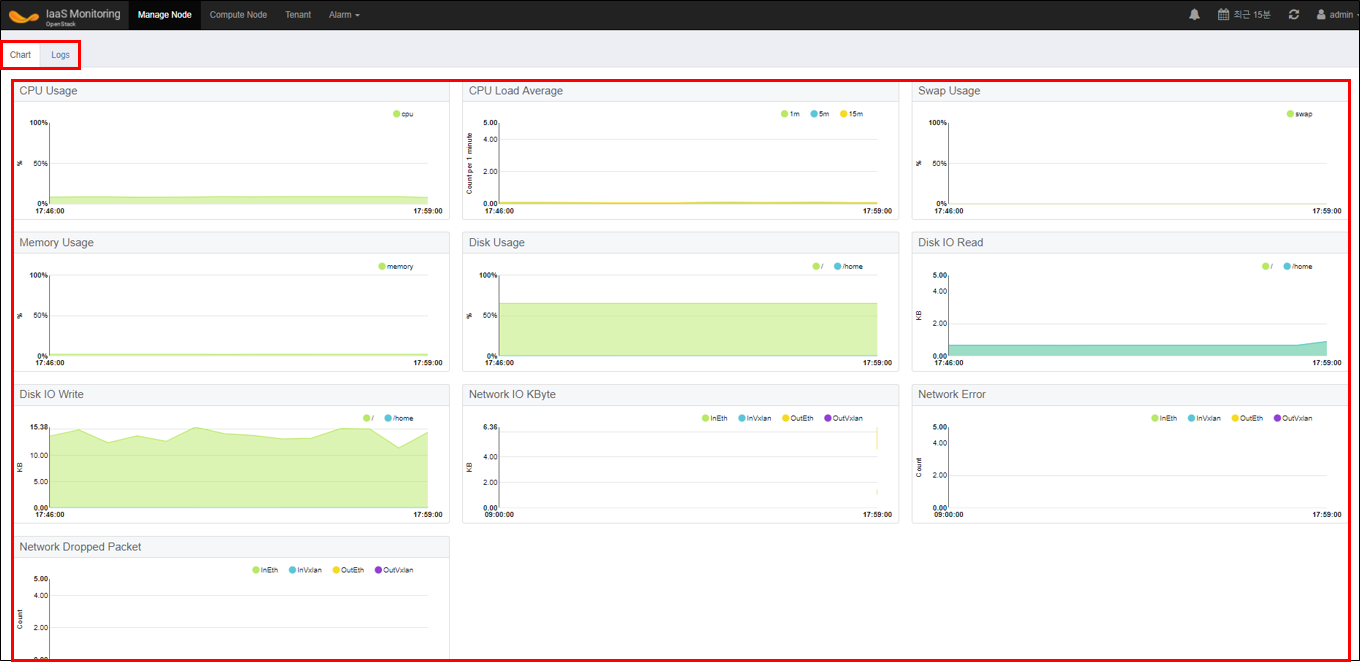 IaaS Monitoring
OpenStack
Manage Node
Compute Node
Tenant
Alarm
최근 15분
admin
Chart
Logs
CPU Usage
cpu
100%
50%
0%
%
17:46:00
17:59:00
CPU Load Average
1m
5m
15m
5.00
4.00
2.00
0.00
Count per 1 minute
17:46:00
17:59:00
Swap Usage
swap
100%
50%
0%
%
17:46:00
17:59:00
Memory Usage
memory
100%
50%
0%
%
17:46:00
17:59:00
Disk Usage
/
/home
100%
50%
0%
%
17:46:00
17:59:00
Disk IO Read
/
/home
5.00
4.00
2.00
0.00
KB
17:46:00
17:59:00
Disk IO Write
/
/home
15.38
10.00
5.00
0.00
KB
17:46:00
17:59:00
Network IO KByte
InEth
InVxlan
OutEth
OutVxlan
6.36
4.00
2.00
0.00
KB
09:00:00
17:59:00
Network Error
InEth
InVxlan
OutEth
OutVxlan
5.00
4.00
2.00
0.00
Count
09:00:00
17:59:00
Network Dropped Packet
InEth
InVxlan
OutEth
OutVxlan
5.00
4.00
2.00
0.00
Count